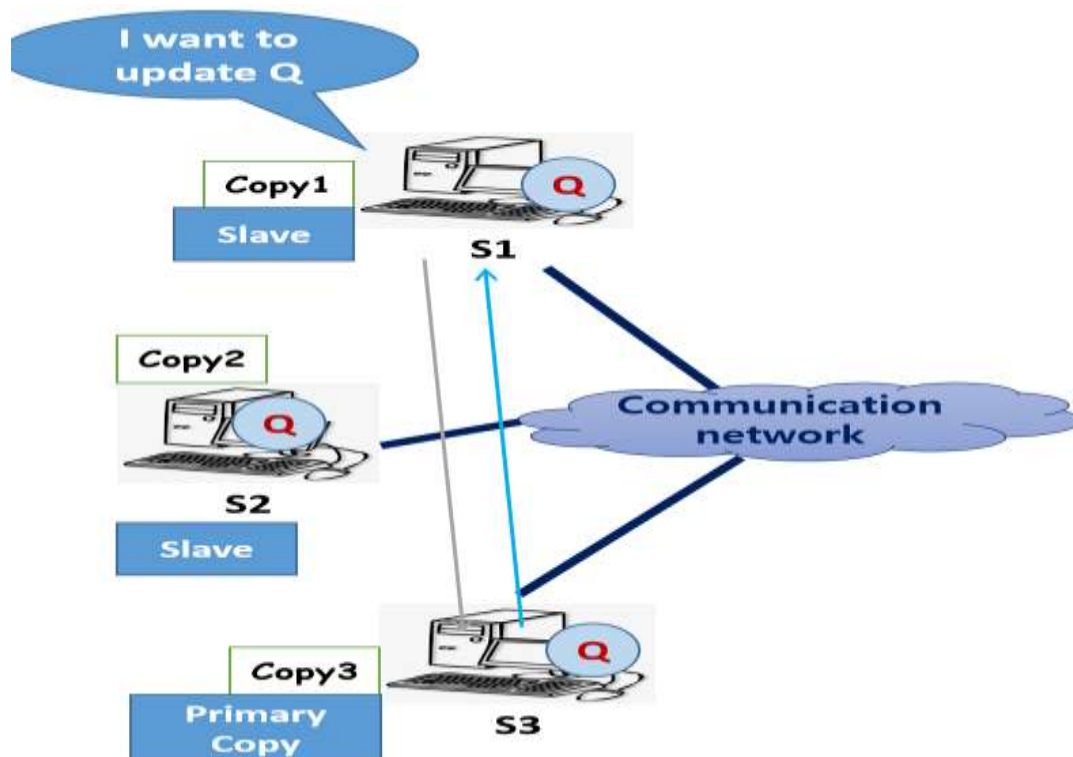 I want to
update Q
Copy1
Q
Slave
S1
Copy2
Q
Communication
network
S2
Slave
Q
Copy3
S3
Primary
Copy